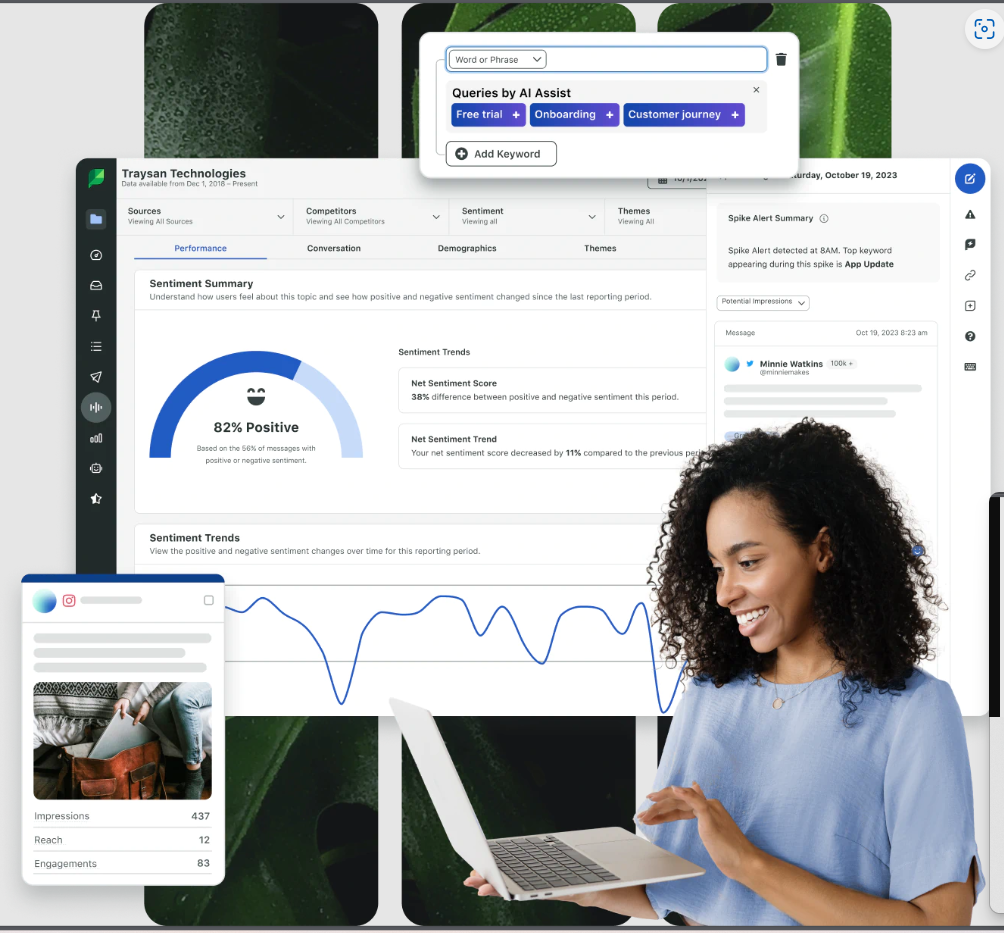 Word or Phrase
Queries by AI Assist
Free trial +
Onboarding +
Customer journey +
Add Keyword
Traysan Technologies
Data available from Dec 1, 2018 – Present
October 19, 2023
Sources
Viewing All Sources
Competitors
Viewing All Competitors
Sentiment
Viewing all
Themes
Viewing All
Performance
Conversation
Demographics
Themes
Sentiment Summary
Understand how users feel about this topic and see how positive and negative sentiment changed since the last reporting period.
82% Positive
Based on the 56% of messages with
positive or negative sentiment.
Sentiment Trends
Net Sentiment Score
38% difference between positive and negative sentiment this period.
Net Sentiment Trend
Your net sentiment score decreased by 11% compared to the previous
Sentiment Trends
View the positive and negative sentiment changes over time for this reporting period.
Spike Alert Summary
Spike Alert detected at 8AM. Top keyword
appearing during this spike is App Update
Potential Impressions
Message
Oct 19, 2023 8:23 am
Minnie Watkins
100k +
@minniemakes
Impressions 437
Reach 12
Engagements 83